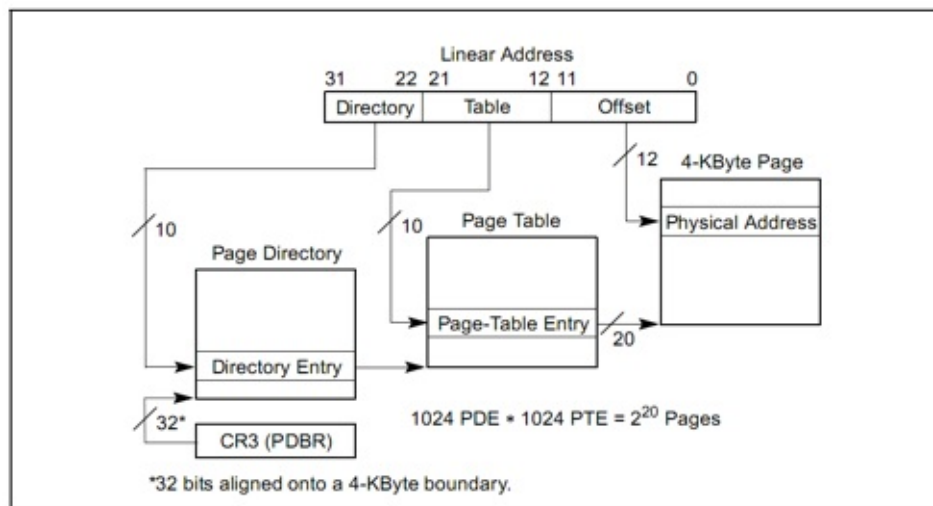 Linear Address
31 22 21 12 11 0
Directory Table Offset
12
4-KByte Page
Physical Address
10
10
Page Table
Page-Table Entry
20
Page Directory
Directory Entry
32*
CR3 (PDBR)
1024 PDE * 1024 PTE = 2²⁰ Pages
*32 bits aligned onto a 4-KByte boundary.